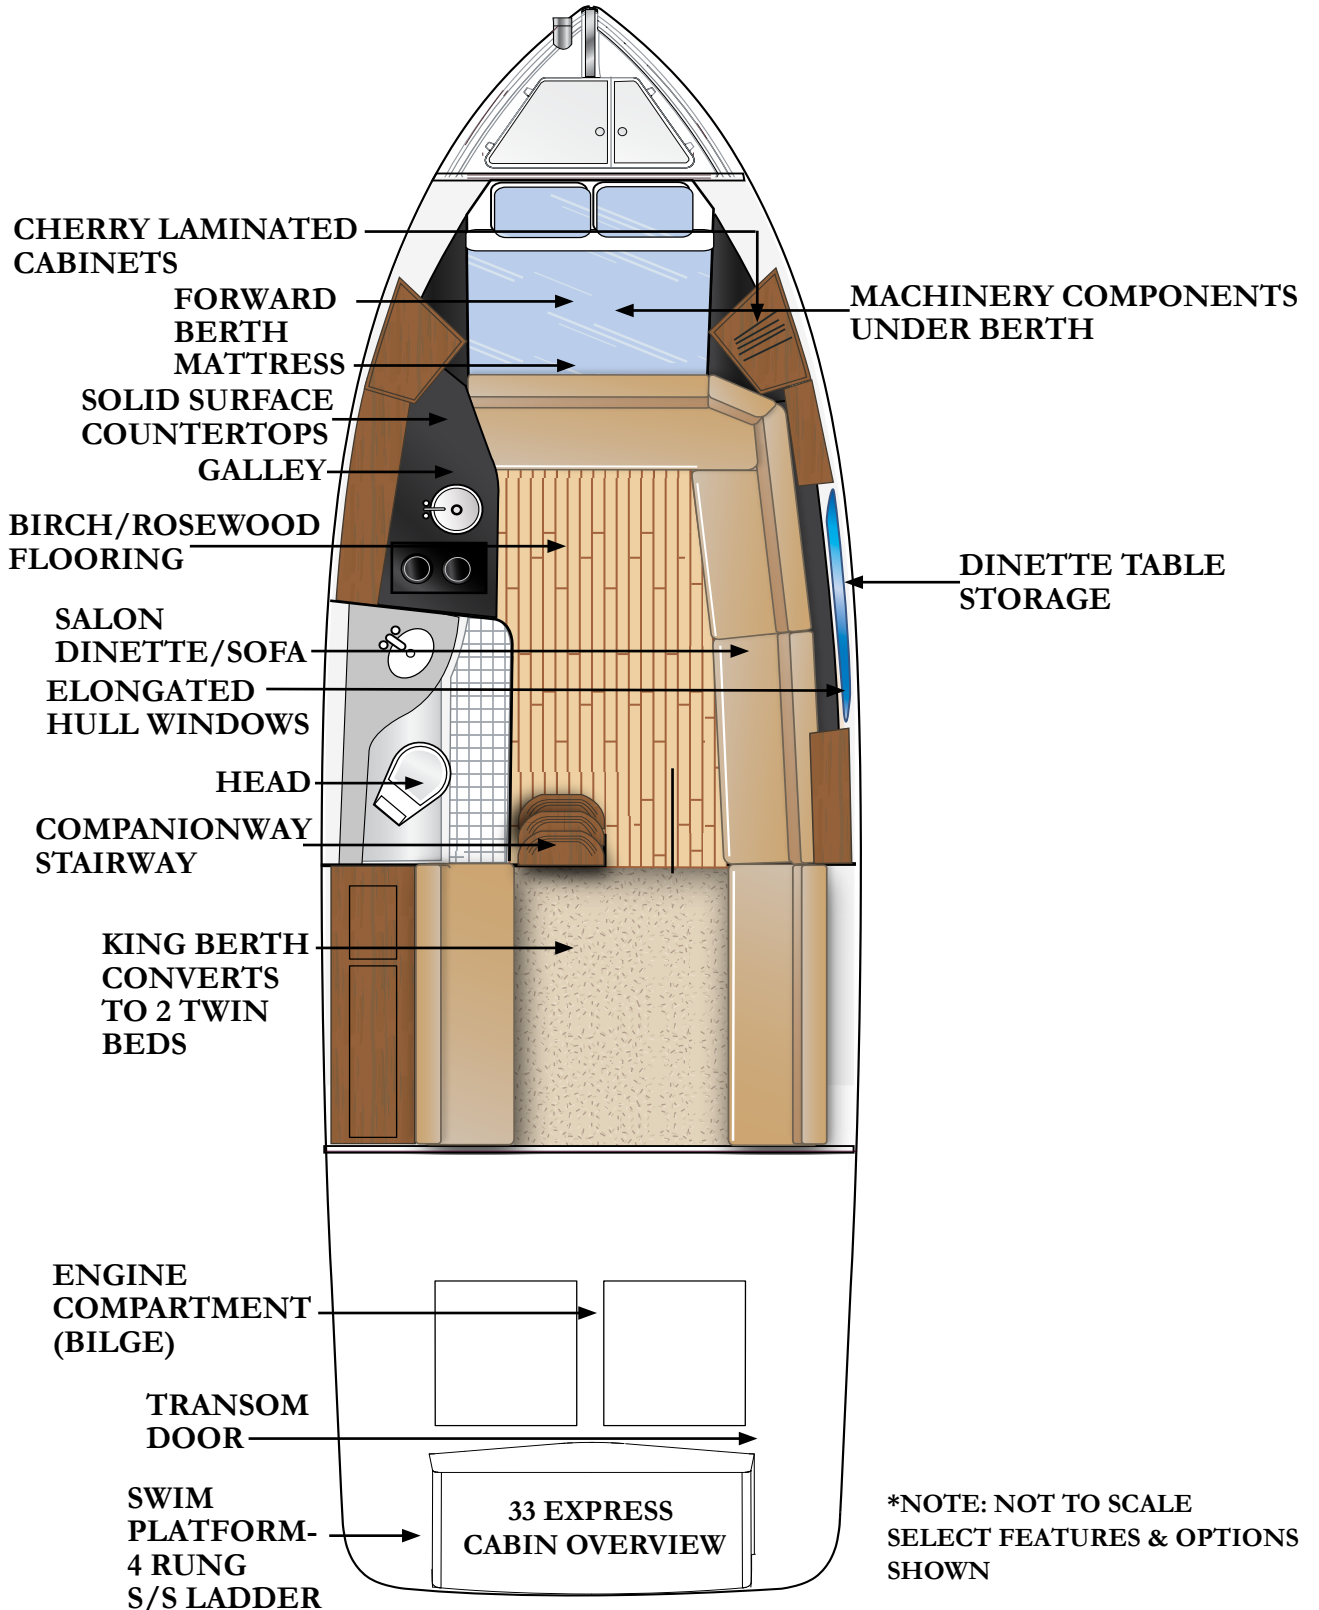 CHERRY LAMINATED
CABINETS
FORWARD
BERTH
MATTRESS
MACHINERY COMPONENTS
UNDER BERTH
SOLID SURFACE
COUNTERTOPS
GALLEY
BIRCH/ROSEWOOD
FLOORING
DINETTE TABLE
STORAGE
SALON
DINETTE/SOFA
ELONGATED
HULL WINDOWS
HEAD
COMPANIONWAY
STAIRWAY
KING BERTH
CONVERTS
TO 2 TWIN
BEDS
ENGINE
COMPARTMENT
(BILGE)
TRANSOM
DOOR
SWIM
PLATFORM-
4 RUNG
S/S LADDER
33 EXPRESS
CABIN OVERVIEW
*NOTE: NOT TO SCALE
SELECT FEATURES & OPTIONS
SHOWN